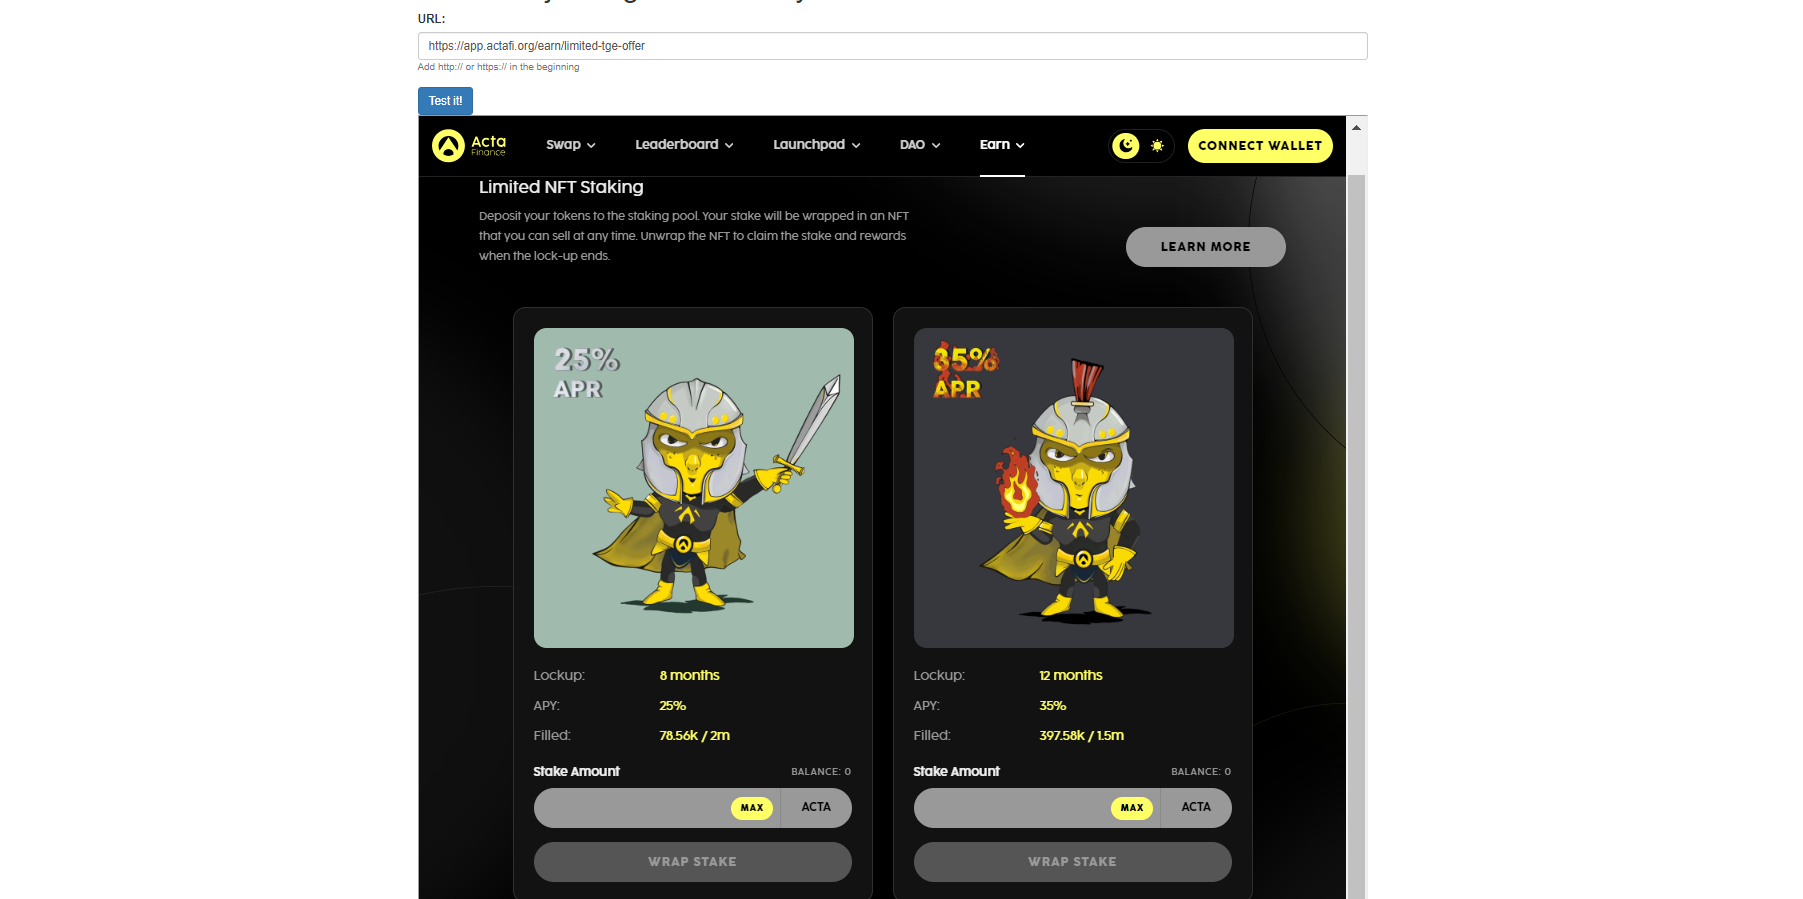 URL:
https://app.actafi.org/earn/limited-tge-offer
Add http:// or https:// in the beginning
Test it!
Acta
Finance
Swap
Leaderboard
Launchpad
DAO
Earn
CONNECT WALLET
Limited NFT Staking
Deposit your tokens to the staking pool. Your stake will be wrapped in an NFT
that you can sell at any time. Unwrap the NFT to claim the stake and rewards
when the lock-up ends.
LEARN MORE
25%
APR
35%
APR
Lockup: 8 months
APY: 25%
Filled: 78.56k / 2m
Stake Amount BALANCE: 0
MAX ACTA
WRAP STAKE
Lockup: 12 months
APY: 35%
Filled: 397.58k / 1.5m
Stake Amount BALANCE: 0
MAX ACTA
WRAP STAKE